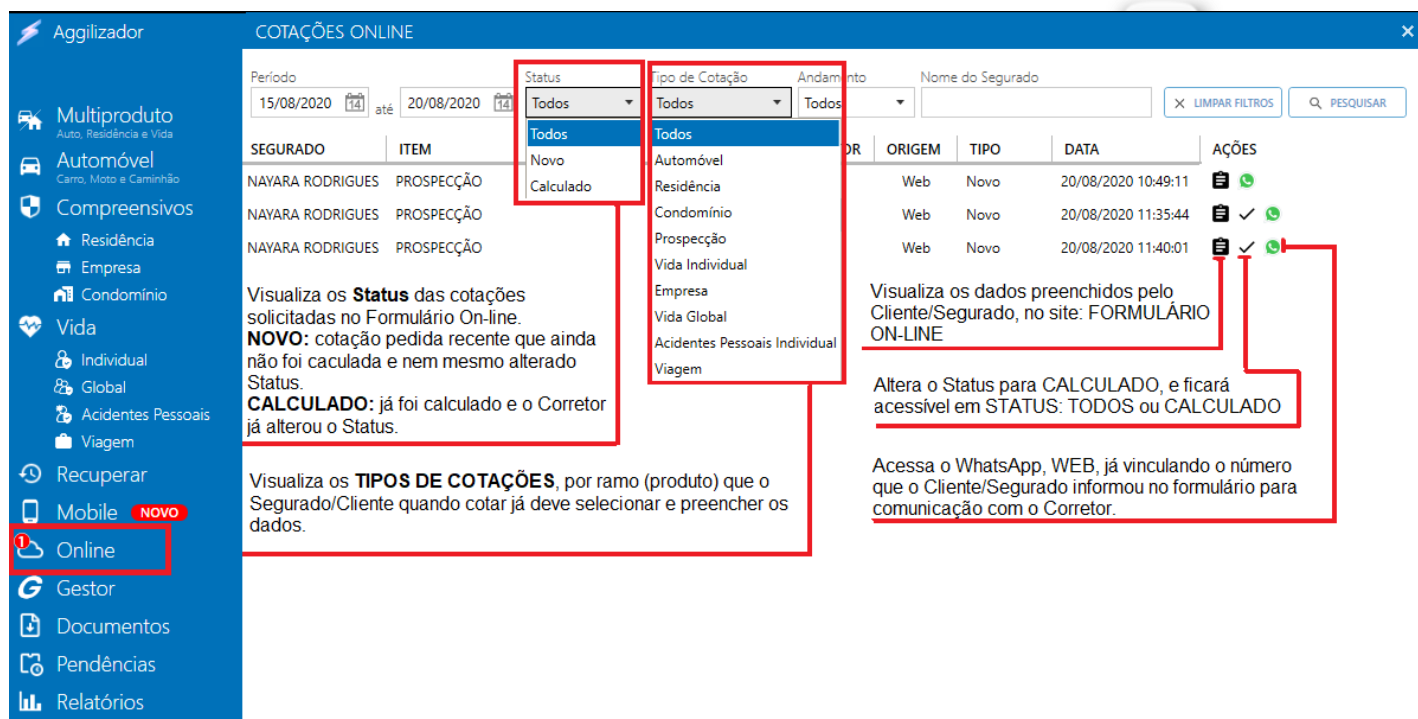 Aggilizador
COTAÇÕES ONLINE
Multiproduto
Auto, Residência e Vida
Automóvel
Carro, Moto e Caminhão
Compreensivos
Residência
Empresa
Condomínio
Vida
Individual
Global
Acidentes Pessoais
Viagem
Recuperar
Mobile NOVO
1
Online
Gestor
Documentos
Pendências
Relatórios
Período
15/08/2020 14 até 20/08/2020 14
Status
Todos
Todos
Novo
Calculado
Tipo de Cotação
Todos
Todos
Automóvel
Residência
Condomínio
Prospecção
Vida Individual
Empresa
Vida Global
Acidentes Pessoais Individual
Viagem
Andamento
Todos
Nome do Segurado
LIMPAR FILTROS
PESQUISAR
SEGURADO ITEM OR ORIGEM TIPO DATA AÇÕES
NAYARA RODRIGUES PROSPECÇÃO Web Novo 20/08/2020 10:49:11
NAYARA RODRIGUES PROSPECÇÃO Web Novo 20/08/2020 11:35:44
NAYARA RODRIGUES PROSPECÇÃO Web Novo 20/08/2020 11:40:01
Visualiza os Status das cotações
solicitadas no Formulário On-line.
NOVO: cotação pedida recente que ainda
não foi caculada e nem mesmo alterado
Status.
CALCULADO: já foi calculado e o Corretor
já alterou o Status.
Visualiza os TIPOS DE COTAÇÕES, por ramo (produto) que o
Segurado/Cliente quando cotar já deve selecionar e preencher os
dados.
Visualiza os dados preenchidos pelo
Cliente/Segurado, no site: FORMULÁRIO
ON-LINE
Altera o Status para CALCULADO, e ficará
acessível em STATUS: TODOS ou CALCULADO
Acessa o WhatsApp, WEB, já vinculando o número
que o Cliente/Segurado informou no formulário para
comunicação com o Corretor.